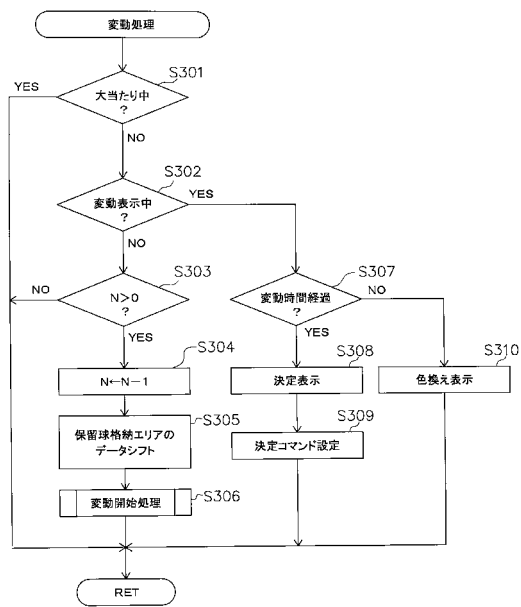 変動処理
S301
YES
大当たり中
?
NO
S302
YES
変動表示中
?
NO
S303
NO
N>0
?
YES
S307
変動時間経過
?
NO
YES
S304
N←N−1
S308
決定表示
S310
色換え表示
S305
保留球格納エリアの
データシフト
S309
決定コマンド設定
S306
変動開始処理
RET